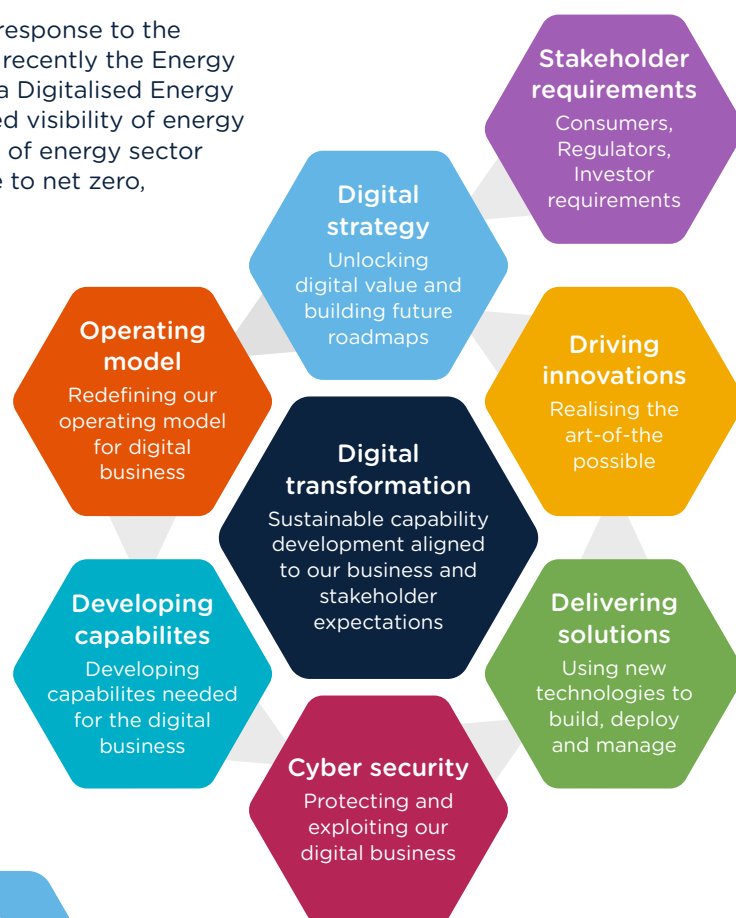 response to the
recently the Energy
a Digitalised Energy
ed visibility of energy
of energy sector
e to net zero,
Stakeholder
requirements
Consumers,
Regulators,
Investor
requirements
Digital
strategy
Unlocking
digital value and
building future
roadmaps
Operating
model
Redefining our
operating model
for digital
business
Driving
innovations
Realising the
art-of-the
possible
Digital
transformation
Sustainable capability
development aligned
to our business and
stakeholder
expectations
Developing
capabilites
Developing
capabilites needed
for the digital
business
Delivering
solutions
Using new
technologies to
build, deploy
and manage
Cyber security
Protecting and
exploiting our
digital business